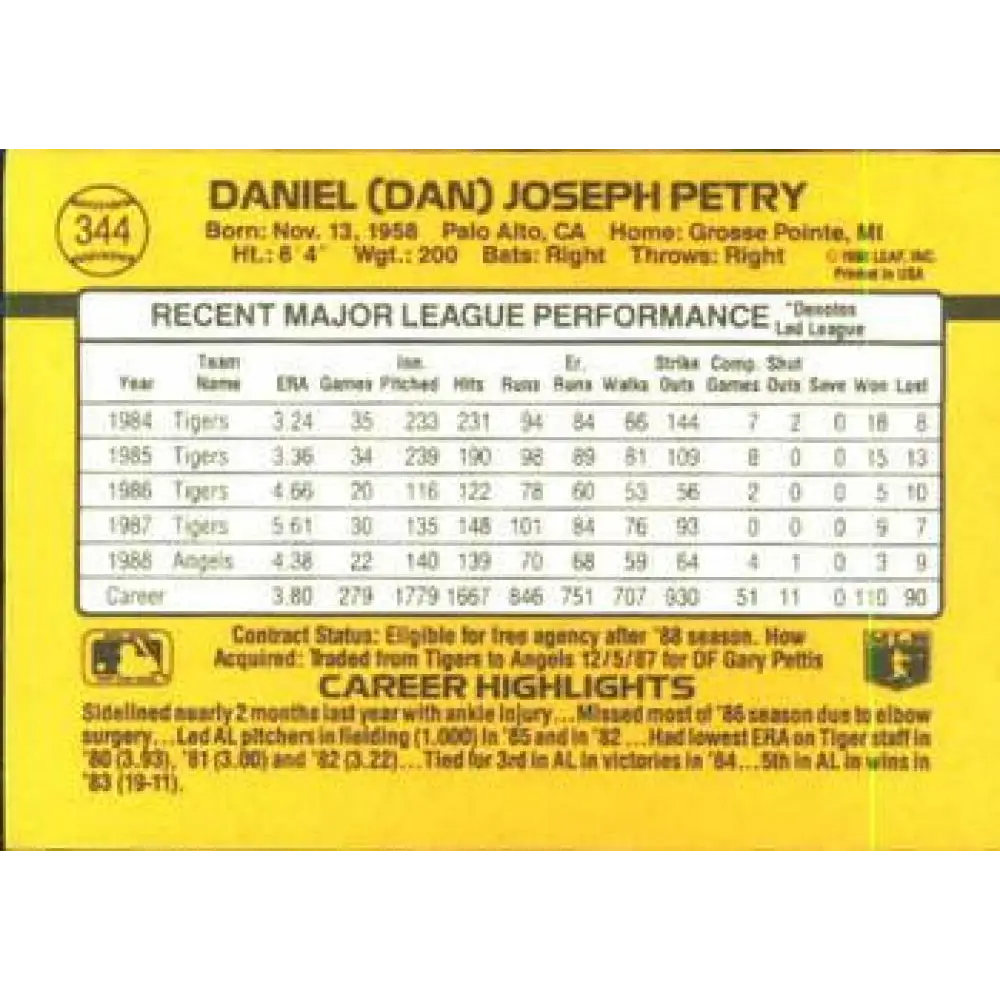 344
DANIEL (DAN) JOSEPH PETRY
Born: Nov. 13, 1958 Palo Alto, CA Home: Grosse Pointe, MI
Ht.: 6'4" Wgt.: 200 Bats: Right Throws: Right
© LEAF, INC.
Printed in USA
RECENT MAJOR LEAGUE PERFORMANCE *Denotes Led League
Year Team Name ERA Games Inn. Pitched Hits Runs Er. Runs Walks Strike Outs Comp. Games Shut Outs Save Won Lost
1984 Tigers 3.24 35 233 231 94 84 66 144 7 2 0 18 8
1985 Tigers 3.36 34 239 190 98 89 81 109 8 0 0 15 13
1986 Tigers 4.66 20 116 122 78 60 53 56 2 0 0 5 10
1987 Tigers 5.61 30 135 148 101 84 76 93 0 0 0 9 7
1988 Angels 4.38 22 140 139 70 68 59 64 4 1 0 3 9
Career 3.80 279 1779 1667 846 751 707 930 51 11 0 110 90
Contract Status: Eligible for free agency after '88 season. How
Acquired: Traded from Tigers to Angels 12/5/87 for OF Gary Pettis
CAREER HIGHLIGHTS
Sidelined nearly 2 months last year with ankle injury...Missed most of '86 season due to elbow
surgery...Led AL pitchers in fielding (1.000) in '85 and in '82...Had lowest ERA on Tiger staff in
'80 (3.93), '81 (3.00) and '82 (3.22)...Tied for 3rd in AL in victories in '84...5th in AL in wins in
'83 (19-11).